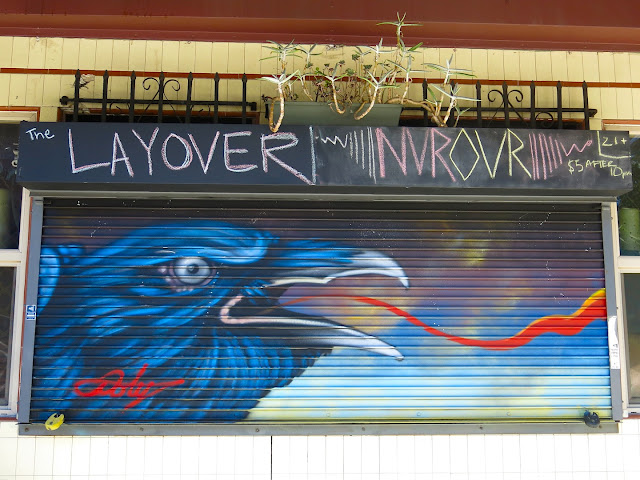 The LAYOVER NVROVR 21+
$5 AFTER
10pm